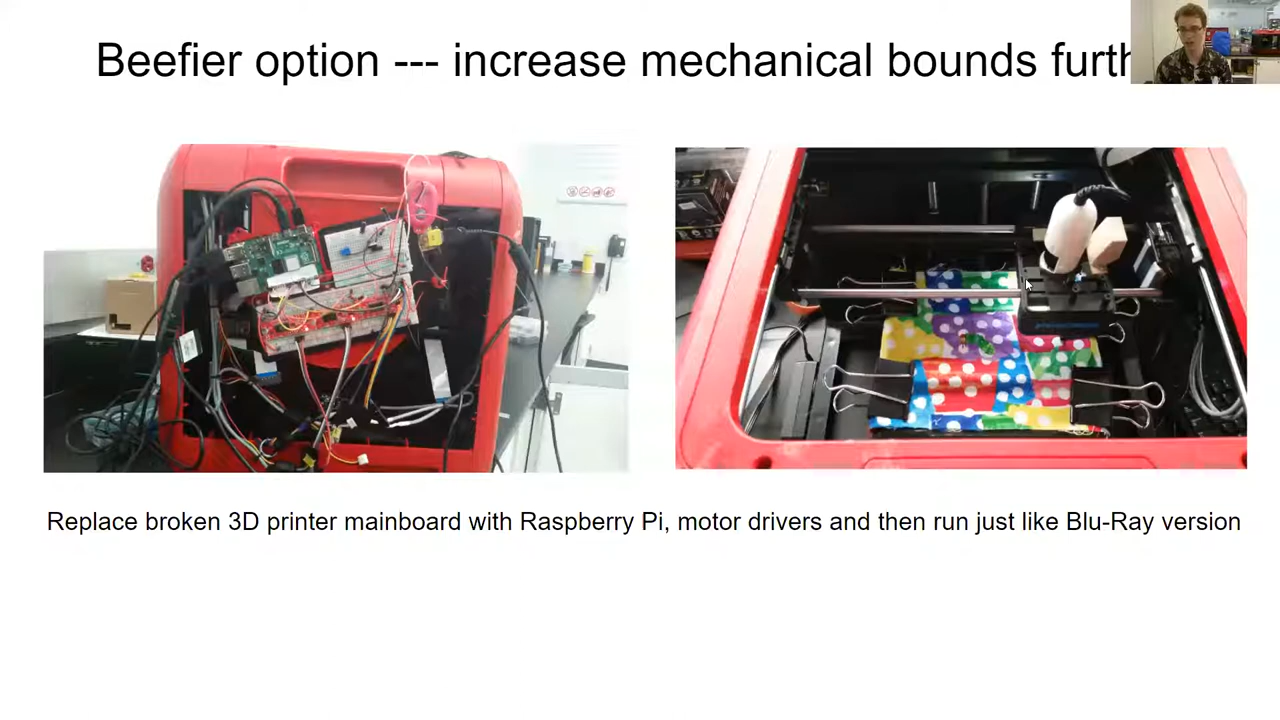 Beefier option --- increase mechanical bounds furth
Replace broken 3D printer mainboard with Raspberry Pi, motor drivers and then run just like Blu-Ray version